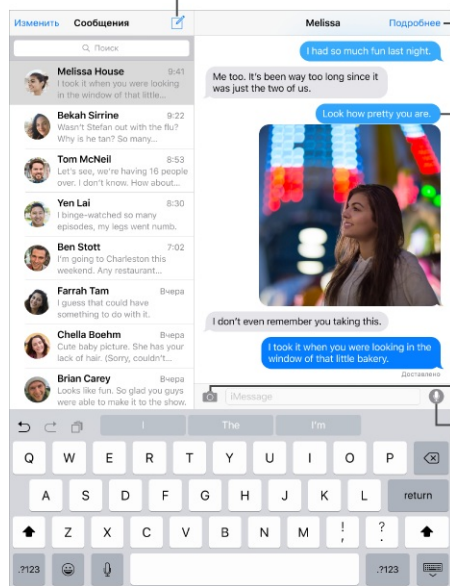 Изменить
Сообщения
Поиск
Melissa House 9:41
I took it when you were looking
in the window of that little...
Bekah Sirrine 9:22
Wasn't Stefan out with the flu?
Why is he tan? So many...
Tom McNeil 8:53
Let's see, we're having 16 people
over. I don't know. How about...
Yen Lai 8:30
I binge-watched so many
episodes, my legs went numb.
Ben Stott 7:02
I'm going to Charleston this
weekend. Any restaurant...
Farrah Tam Вчера
I guess that could have
something to do with it.
Chella Boehm Вчера
Cute baby picture. She has your
lack of hair. (Sorry, couldn't...
Brian Carey Вчера
Looks like fun. So glad you guys
were able to make it to the show.
Melissa
Подробнее
I had so much fun last night.
Me too. It's been way too long since it
was just the two of us.
Look how pretty you are.
I don't even remember you taking this.
I took it when you were looking in the
window of that little bakery.
Доставлено
iMessage
I The I'm
Q W E R T Y U I O P
A S D F G H J K L return
Z X C V B N M ! , ? .
.?123 .?123